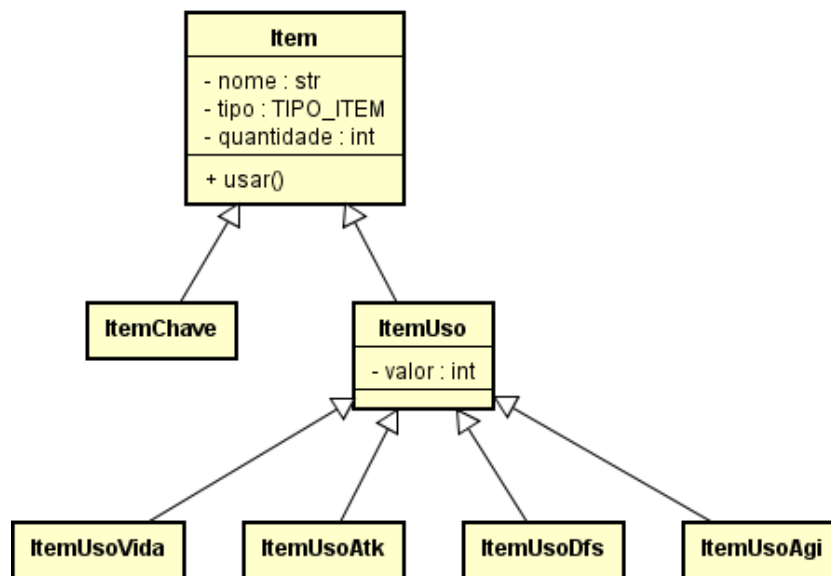 Item
- nome : str
- tipo : TIPO_ITEM
- quantidade : int
+ usar()
ItemChave
ItemUso
- valor : int
ItemUsoVida
ItemUsoAtk
ItemUsoDfs
ItemUsoAgi